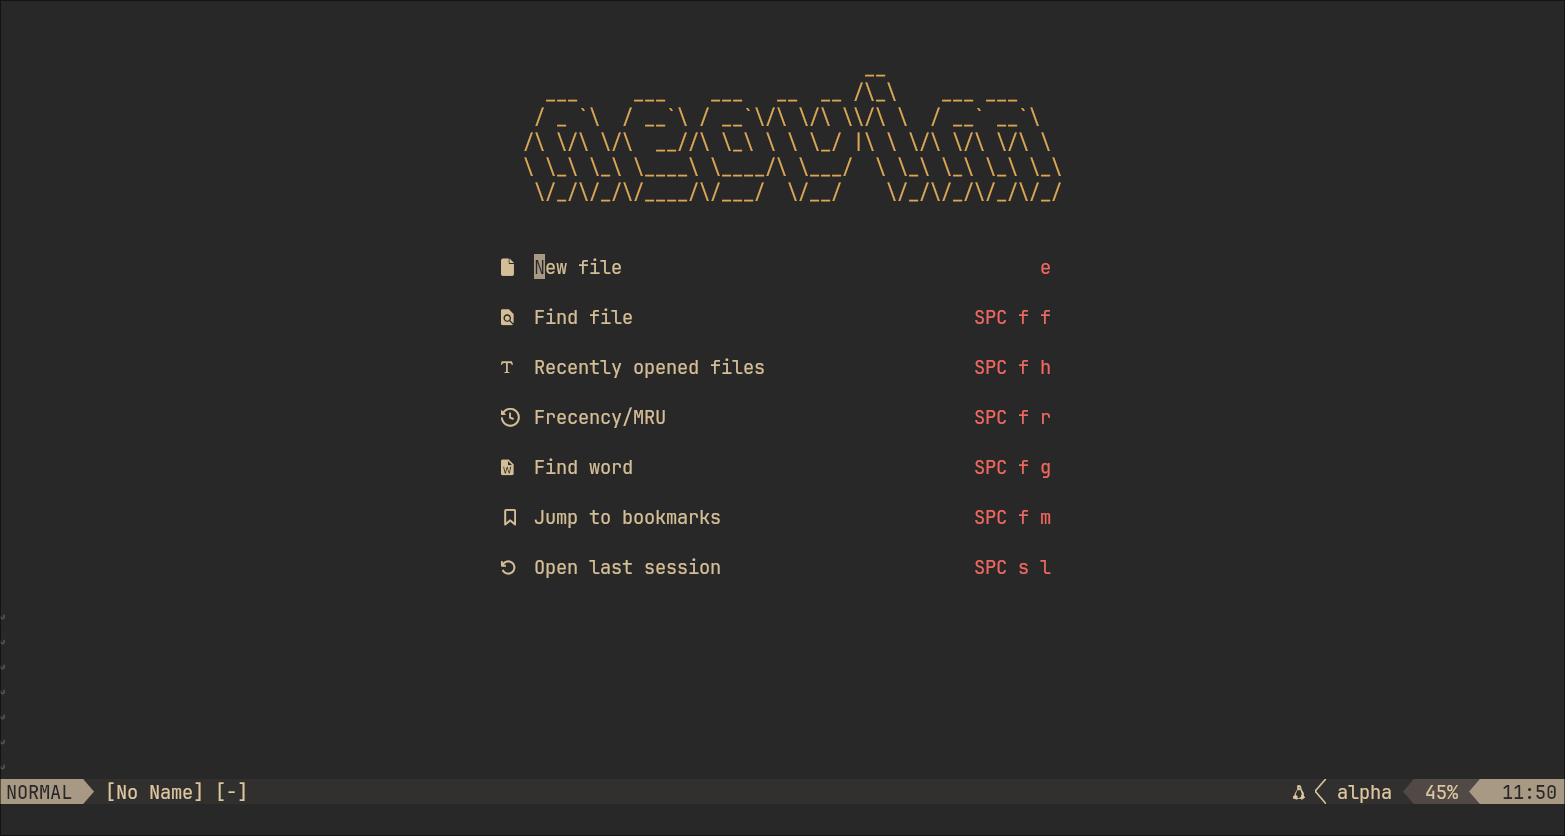 neovim
New file e
Find file SPC f f
Recently opened files SPC f h
Frecency/MRU SPC f r
Find word SPC f g
Jump to bookmarks SPC f m
Open last session SPC s l
NORMAL [No Name] [-] alpha 45% 11:50